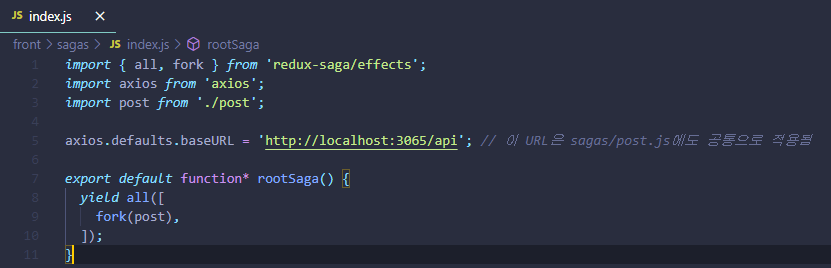 JS index.js ×
front > sagas > JS index.js > rootSaga
1 import { all, fork } from 'redux-saga/effects';
2 import axios from 'axios';
3 import post from './post';
4
5 axios.defaults.baseURL = 'http://localhost:3065/api'; // 이 URL은 sagas/post.js에도 공통으로 적용됨
6
7 export default function* rootSaga() {
8 yield all([
9 fork(post),
10 ]);
11 }